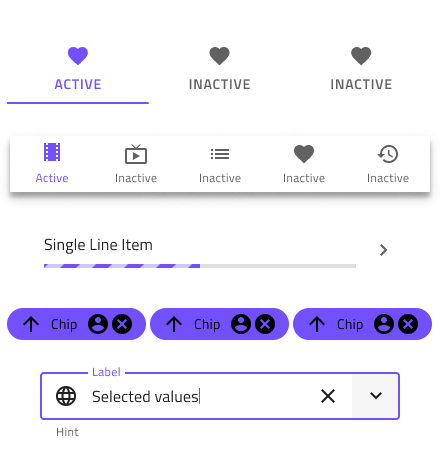 ACTIVE INACTIVE INACTIVE
Active Inactive Inactive Inactive Inactive
Single Line Item
Chip Chip Chip
Label
Selected values
Hint